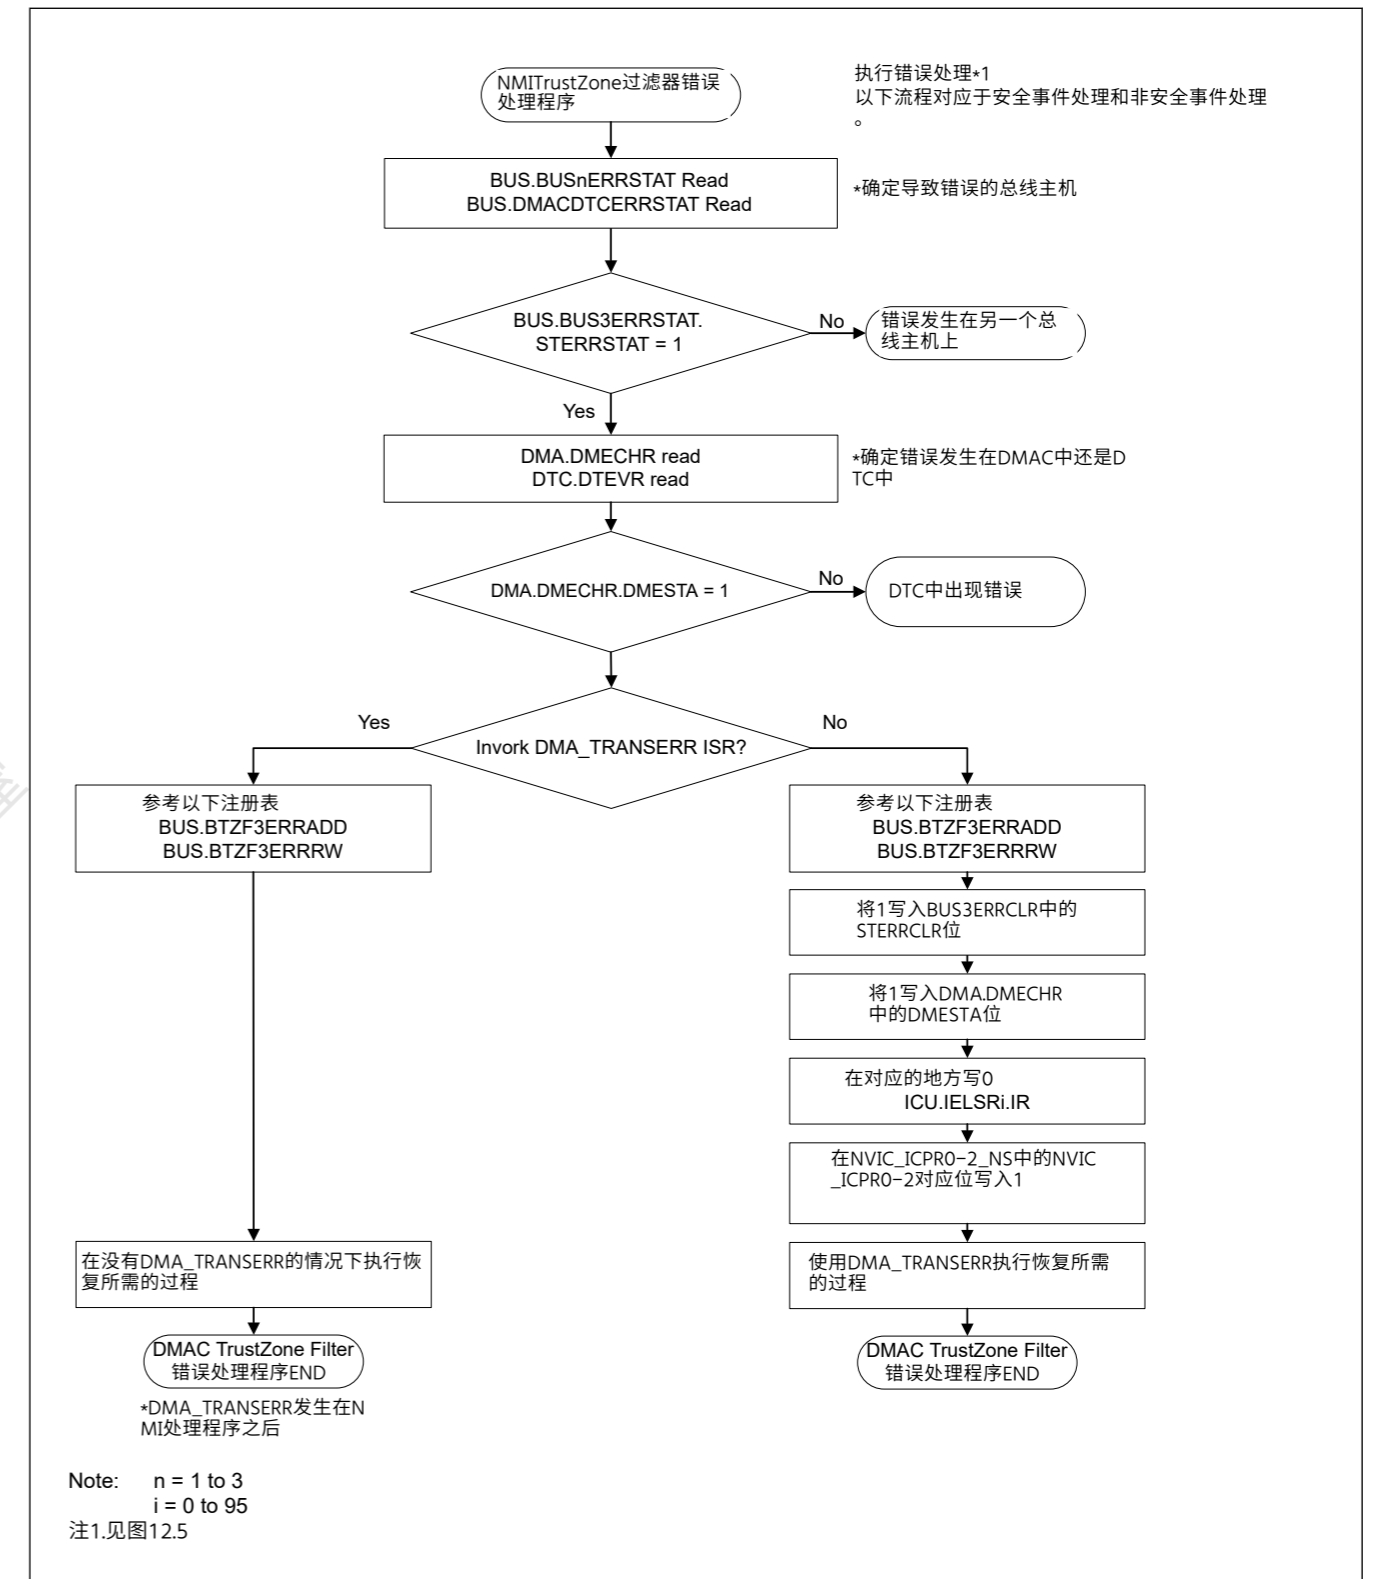 NMITrustZone过滤器错误
处理程序
执行错误处理*1
以下流程对应于安全事件处理和非安全事件处理
。
BUS.BUSnERRSTAT Read
BUS.DMACDTCERRSTAT Read
*确定导致错误的总线主机
BUS.BUS3ERRSTAT.
STERRSTAT = 1
No
错误发生在另一个总
线主机上
Yes
DMA.DMECHR read
DTC.DTEVR read
*确定错误发生在DMAC中还是D
TC中
DMA.DMECHR.DMESTA = 1
No
DTC中出现错误
Invork DMA_TRANSERR ISR?
Yes
No
参考以下注册表
BUS.BTZF3ERRADD
BUS.BTZF3ERRRW
参考以下注册表
BUS.BTZF3ERRADD
BUS.BTZF3ERRRW
将1写入BUS3ERRCLR中的
STERRCLR位
将1写入DMA.DMECHR
中的DMESTA位
在对应的地方写0
ICU.IELSRi.IR
在NVIC_ICPR0−2_NS中的NVIC
_ICPR0−2对应位写入1
在没有DMA_TRANSERR的情况下执行恢
复所需的过程
使用DMA_TRANSERR执行恢复所需
的过程
DMAC TrustZone Filter
错误处理程序END
DMAC TrustZone Filter
错误处理程序END
*DMA_TRANSERR发生在N
MI处理程序之后
Note: n = 1 to 3
i = 0 to 95
注1.见图12.5